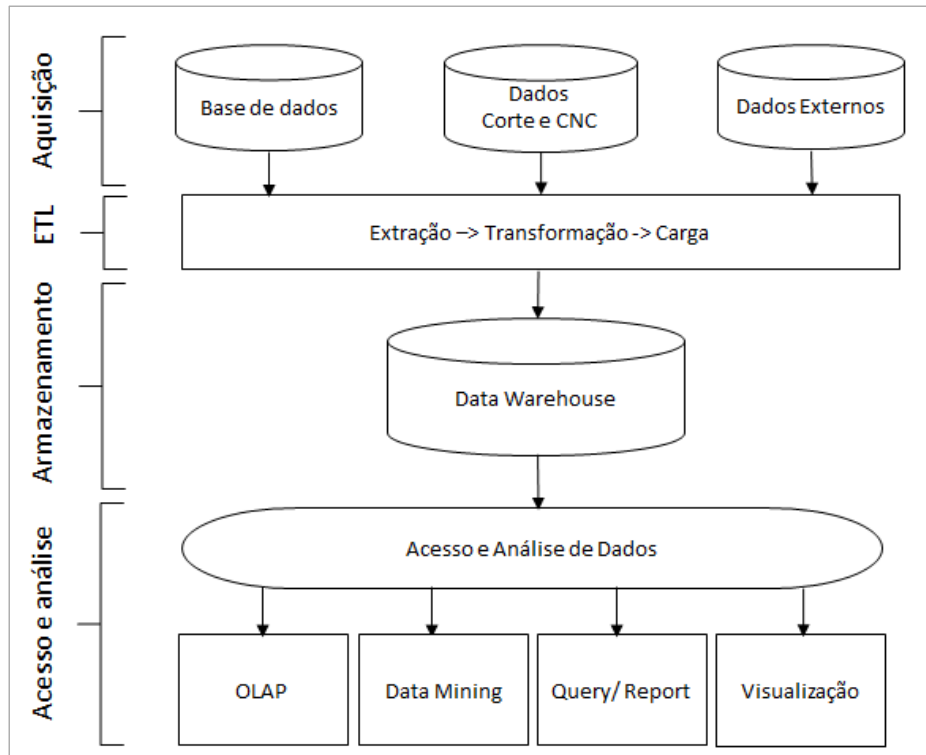 Aquisição
Base de dados
Dados
Corte e CNC
Dados Externos
ETL
Extração –> Transformação -> Carga
Armazenamento
Data Warehouse
Acesso e análise
Acesso e Análise de Dados
OLAP
Data Mining
Query/ Report
Visualização